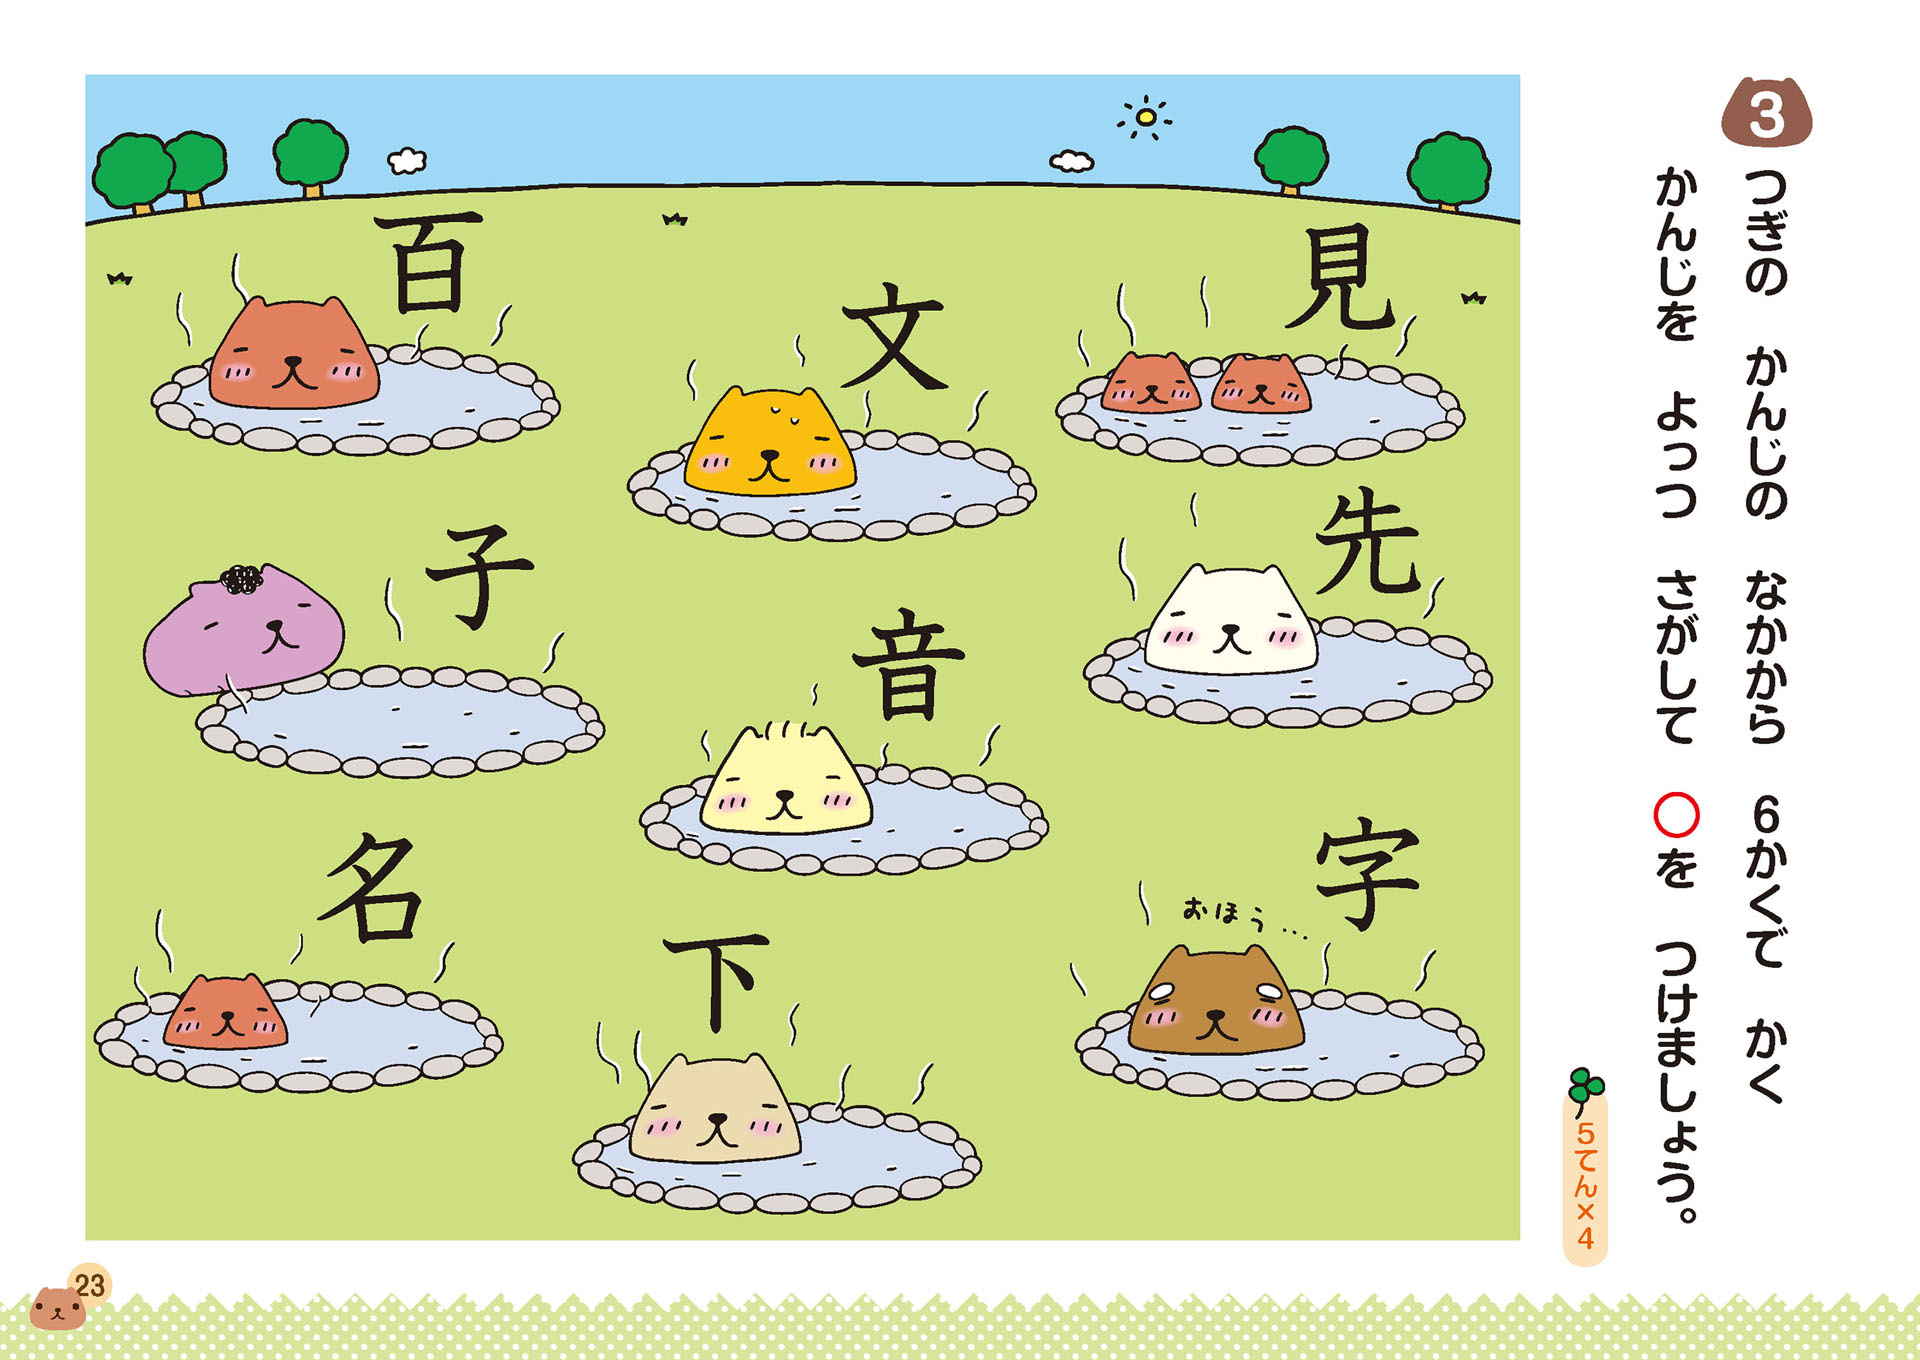 3
つぎの　かんじの　なかから　6かくで　かく
かんじを　よっつ　さがして　○を　つけましょう。
5てん×4
見
先
字
おほう…
文
音
下
百
子
名
23